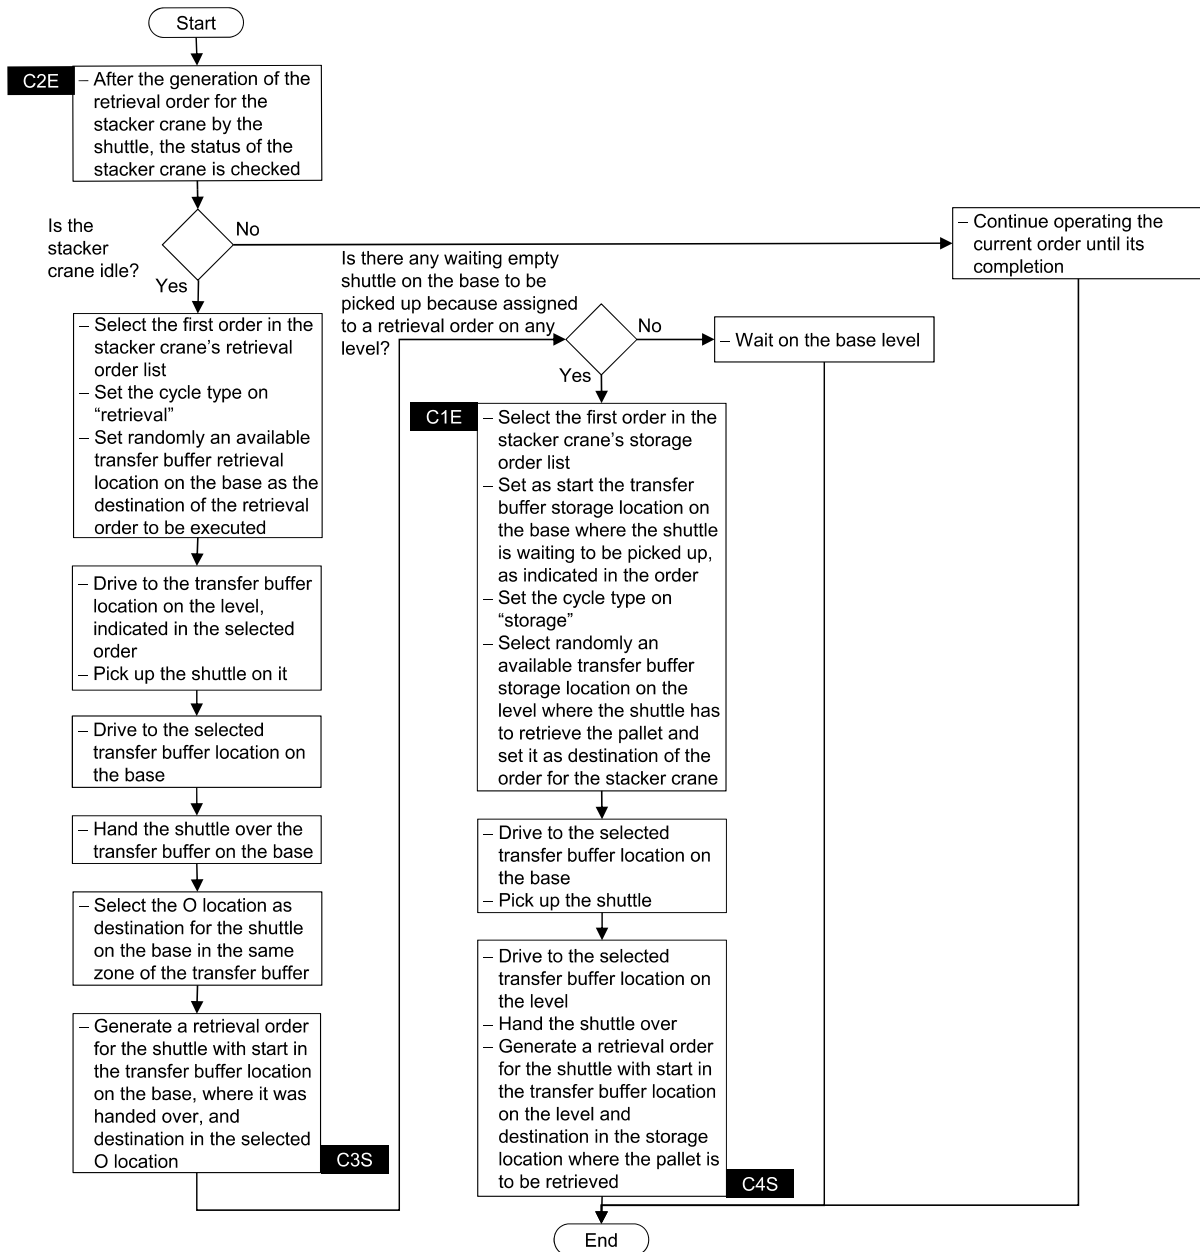 Start
C2E
– After the generation of the
retrieval order for the
stacker crane by the
shuttle, the status of the
stacker crane is checked
Is the
stacker
crane idle?
No
Yes
– Continue operating the
current order until its
completion
– Select the first order in the
stacker crane’s retrieval
order list
– Set the cycle type on
“retrieval”
– Set randomly an available
transfer buffer retrieval
location on the base as the
destination of the retrieval
order to be executed
– Drive to the transfer buffer
location on the level,
indicated in the selected
order
– Pick up the shuttle on it
– Drive to the selected
transfer buffer location on
the base
– Hand the shuttle over the
transfer buffer on the base
– Select the O location as
destination for the shuttle
on the base in the same
zone of the transfer buffer
– Generate a retrieval order
for the shuttle with start in
the transfer buffer location
on the base, where it was
handed over, and
destination in the selected
O location
C3S
Is there any waiting empty
shuttle on the base to be
picked up because assigned
to a retrieval order on any
level?
No
Yes
– Wait on the base level
C1E
– Select the first order in the
stacker crane’s storage
order list
– Set as start the transfer
buffer storage location on
the base where the shuttle
is waiting to be picked up,
as indicated in the order
– Set the cycle type on
“storage”
– Select randomly an
available transfer buffer
storage location on the
level where the shuttle has
to retrieve the pallet and
set it as destination of the
order for the stacker crane
– Drive to the selected
transfer buffer location on
the base
– Pick up the shuttle
– Drive to the selected
transfer buffer location on
the level
– Hand the shuttle over
– Generate a retrieval order
for the shuttle with start in
the transfer buffer location
on the level and
destination in the storage
location where the pallet is
to be retrieved
C4S
End